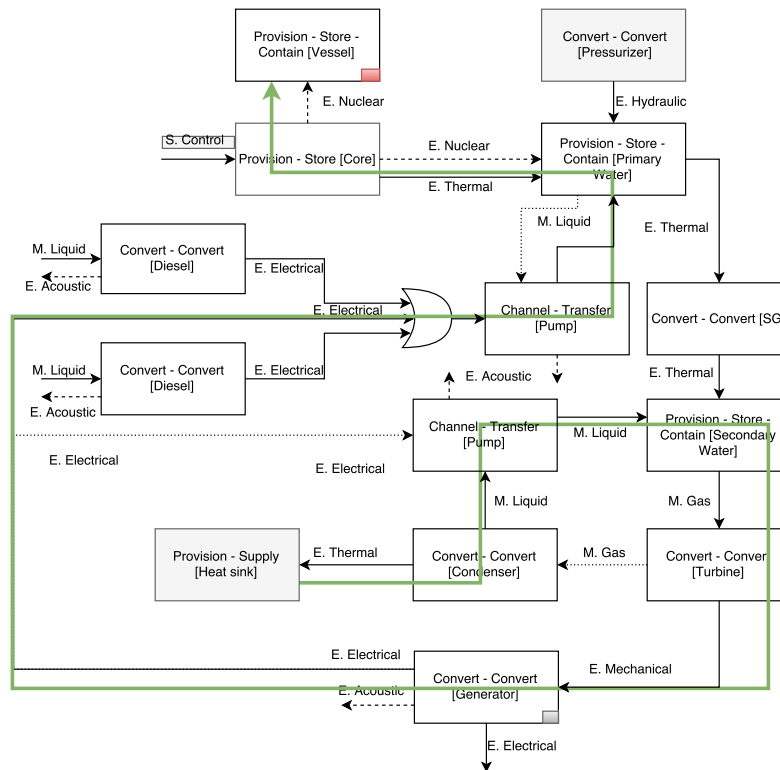 Provision - Store -
Contain [Vessel]
Convert - Convert
[Pressurizer]
E. Nuclear
E. Hydraulic
S. Control
Provision - Store [Core]
E. Nuclear
E. Thermal
Provision - Store -
Contain [Primary
Water]
M. Liquid
E. Thermal
M. Liquid
Convert - Convert
[Diesel]
E. Electrical
E. Acoustic
E. Electrical
Channel - Transfer
[Pump]
Convert - Convert [SG
M. Liquid
Convert - Convert
[Diesel]
E. Electrical
E. Acoustic
E. Acoustic
E. Thermal
Channel - Transfer
[Pump]
M. Liquid
Provision - Store -
Contain [Secondary
Water]
E. Electrical
E. Electrical
M. Liquid
M. Gas
Provision - Supply
[Heat sink]
E. Thermal
Convert - Convert
[Condenser]
M. Gas
Convert - Conver
[Turbine]
E. Electrical
E. Mechanical
Convert - Convert
[Generator]
E. Acoustic
E. Electrical